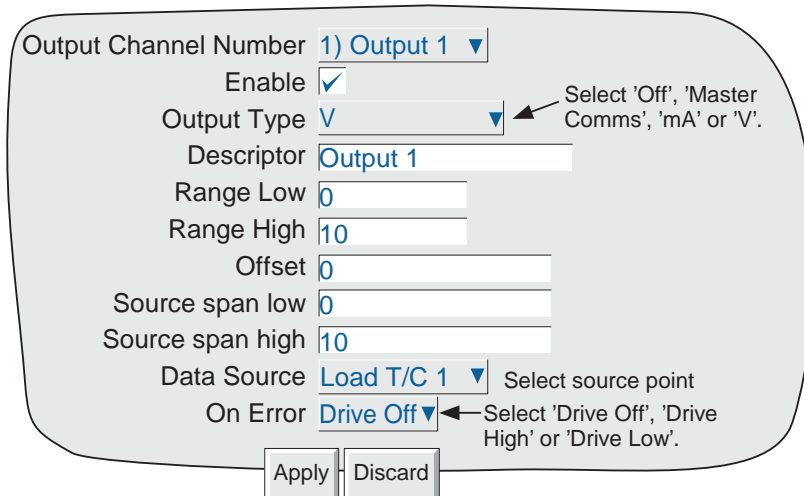 Output Channel Number 1) Output 1
Enable
Output Type V
Select 'Off', 'Master
Comms', 'mA' or 'V'.
Descriptor Output 1
Range Low 0
Range High 10
Offset 0
Source span low 0
Source span high 10
Data Source Load T/C 1 Select source point
On Error Drive Off
Select 'Drive Off', 'Drive
High' or 'Drive Low'.
Apply Discard